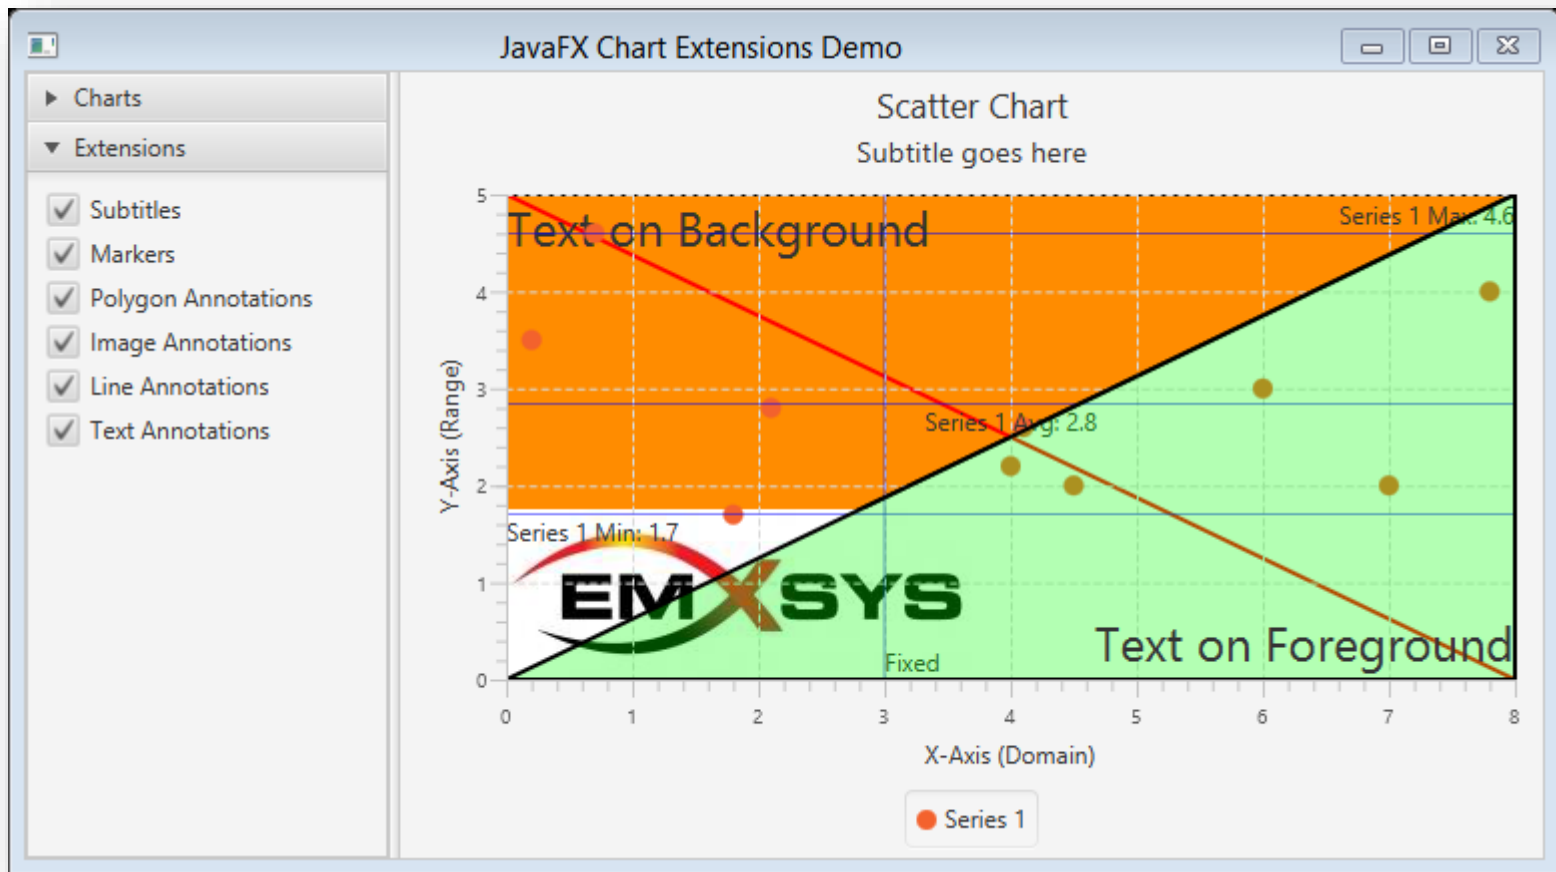 JavaFX Chart Extensions Demo
Charts
Extensions
Subtitles
Markers
Polygon Annotations
Image Annotations
Line Annotations
Text Annotations
Scatter Chart
Subtitle goes here
Y-Axis (Range)
5
4
3
2
1
0
Text on Background
Series 1 Max: 4.6
Series 1 Avg: 2.8
Series 1 Min: 1.7
EMXSYS
Text on Foreground
Fixed
0 1 2 3 4 5 6 7 8
X-Axis (Domain)
Series 1